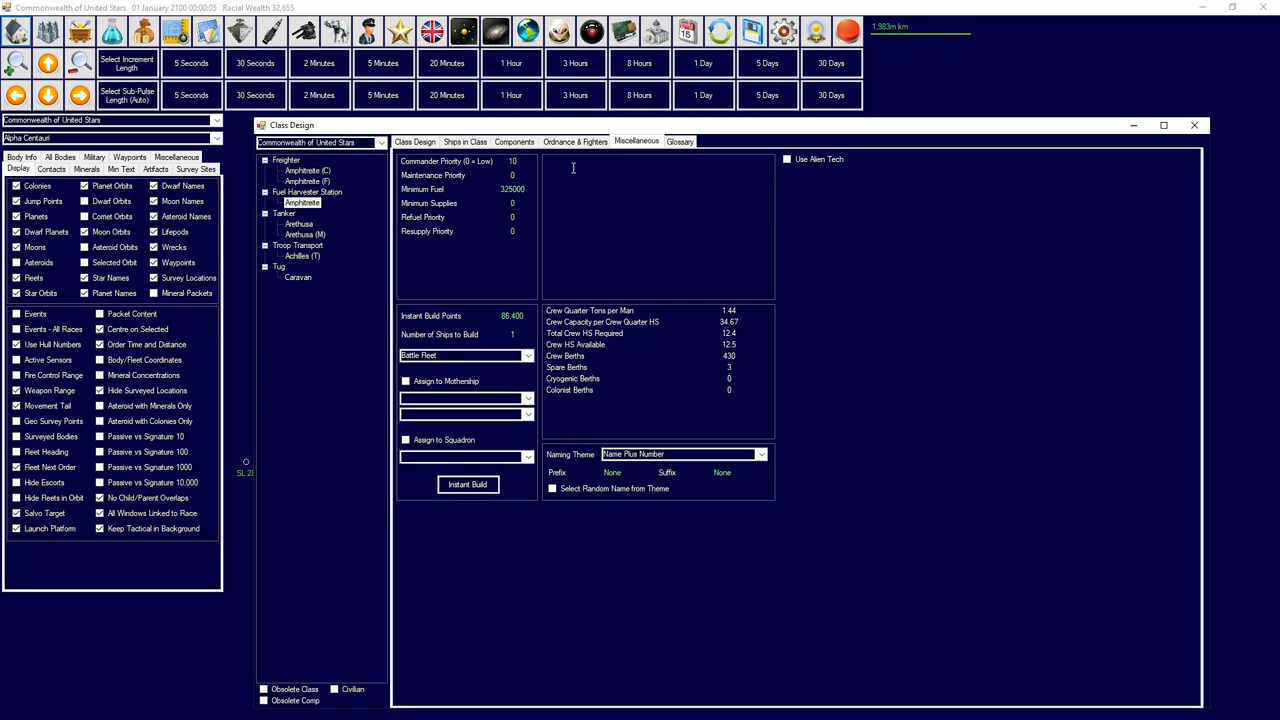 Commonwealth of United Stars 01 January 2100 00:00:05 Racial Wealth 32,655
1.983m km
Select Increment Length 5 Seconds 30 Seconds 2 Minutes 5 Minutes 20 Minutes 1 Hour 3 Hours 8 Hours 1 Day 5 Days 30 Days
Select Sub-Pulse Length (Auto) 5 Seconds 30 Seconds 2 Minutes 5 Minutes 20 Minutes 1 Hour 3 Hours 8 Hours 1 Day 5 Days 30 Days
Commonwealth of United Stars
Alpha Centauri
Body Info All Bodies Military Waypoints Miscellaneous
Display Contacts Minerals Min Text Artifacts Survey Sites
Colonies Planet Orbits Dwarf Names
Jump Points Dwarf Orbits Moon Names
Planets Comet Orbits Asteroid Names
Dwarf Planets Moon Orbits Lifepods
Moons Asteroid Orbits Wrecks
Asteroids Selected Orbit Waypoints
Fleets Star Names Survey Locations
Star Orbits Planet Names Mineral Packets
Events Packet Content
Events - All Races Centre on Selected
Use Hull Numbers Order Time and Distance
Active Sensors Body/Fleet Coordinates
Fire Control Range Mineral Concentrations
Weapon Range Hide Surveyed Locations
Movement Tail Asteroid with Minerals Only
Geo Survey Points Asteroid with Colonies Only
Surveyed Bodies Passive vs Signature 10
Fleet Heading Passive vs Signature 100
Fleet Next Order Passive vs Signature 1000
Hide Escorts Passive vs Signature 10,000
Hide Fleets in Orbit No Child/Parent Overlaps
Salvo Target All Windows Linked to Race
Launch Platform Keep Tactical in Background
Class Design
Commonwealth of United Stars
Class Design Ships in Class Components Ordnance & Fighters Miscellaneous Glossary
Freighter
Amphitreite (C)
Amphitreite (F)
Fuel Harvester Station
Amphitreite
Tanker
Arethusa
Arethusa (M)
Troop Transport
Achilles (T)
Tug
Caravan
Obsolete Class Civilian
Obsolete Comp
Commander Priority (0 = Low) 10
Maintenance Priority 0
Minimum Fuel 325000
Minimum Supplies 0
Refuel Priority 0
Resupply Priority 0
Use Alien Tech
Instant Build Points 86,400
Number of Ships to Build 1
Battle Fleet
Assign to Mothership
Assign to Squadron
Instant Build
Crew Quarter Tons per Man 1.44
Crew Capacity per Crew Quarter HS 34.67
Total Crew HS Required 12.4
Crew HS Available 12.5
Crew Berths 430
Spare Berths 3
Cryogenic Berths 0
Colonist Berths 0
Naming Theme Name Plus Number
Prefix None Suffix None
Select Random Name from Theme